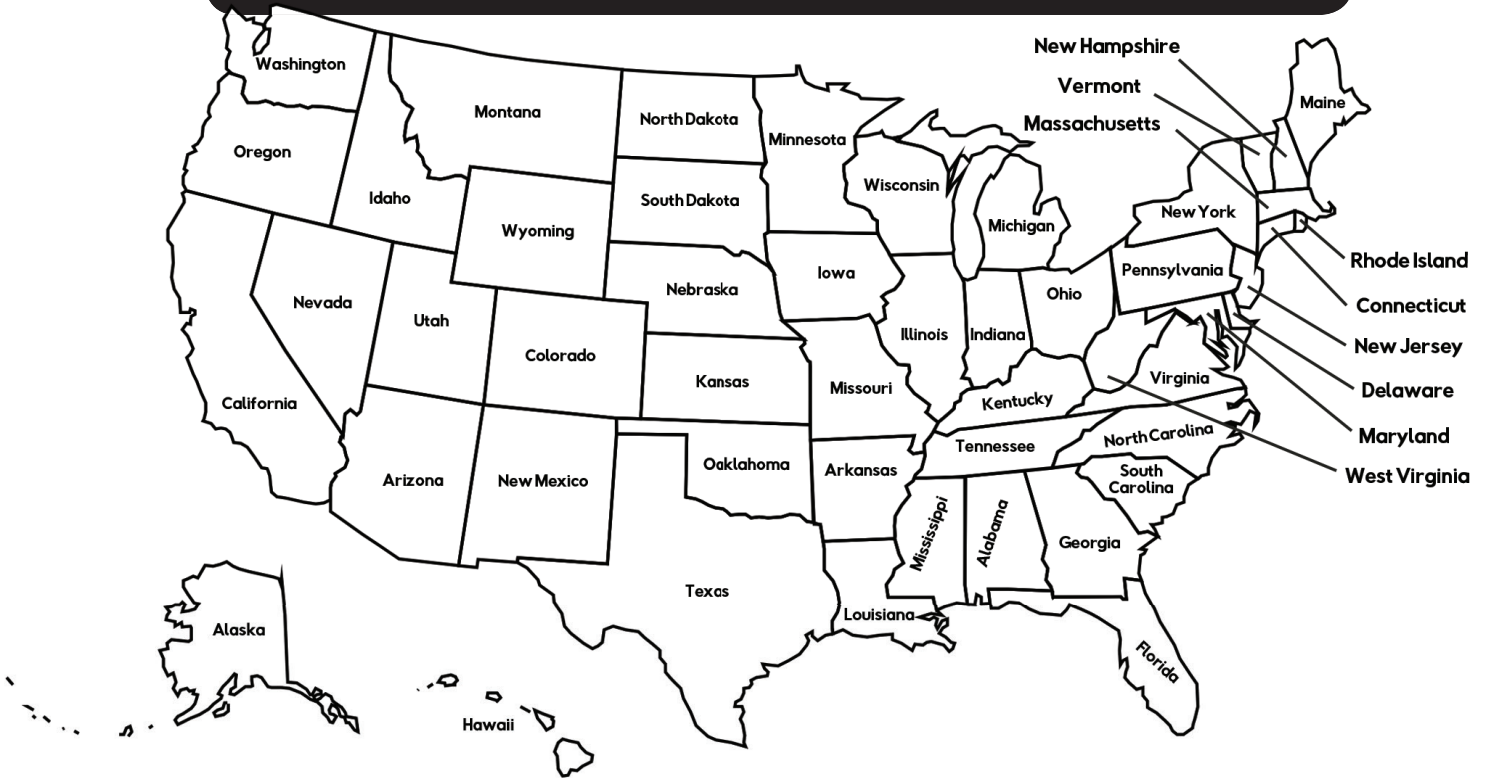 New Hampshire
Vermont
Massachusetts
Washington
Montana
North Dakota
Minnesota
Maine
Oregon
Idaho
Wyoming
South Dakota
Wisconsin
Michigan
New York
Rhode Island
Nevada
Utah
Colorado
Nebraska
Iowa
Illinois
Indiana
Ohio
Pennsylvania
Connecticut
New Jersey
California
Kansas
Missouri
Kentucky
Virginia
Delaware
Maryland
West Virginia
Arizona
New Mexico
Oaklahoma
Arkansas
Tennessee
North Carolina
South
Carolina
Texas
Louisiana
Mississippi
Alabama
Georgia
Florida
Alaska
Hawaii